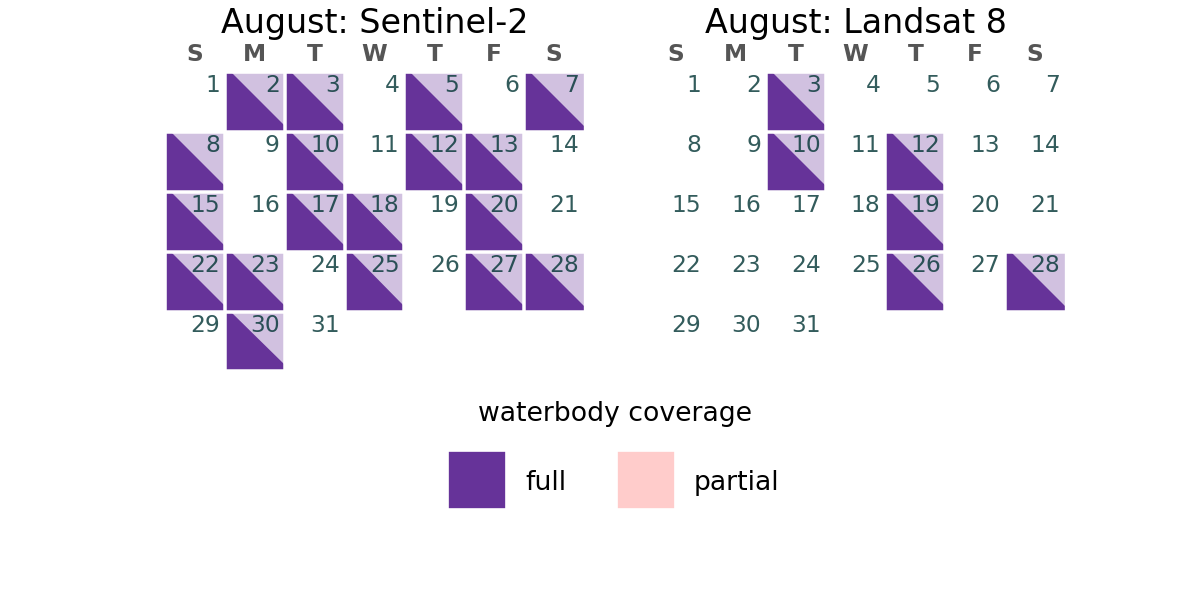 August: Sentinel-2
S M T W T F S
1 2 3 4 5 6 7
8 9 10 11 12 13 14
15 16 17 18 19 20 21
22 23 24 25 26 27 28
29 30 31
August: Landsat 8
S M T W T F S
1 2 3 4 5 6 7
8 9 10 11 12 13 14
15 16 17 18 19 20 21
22 23 24 25 26 27 28
29 30 31
waterbody coverage
full partial